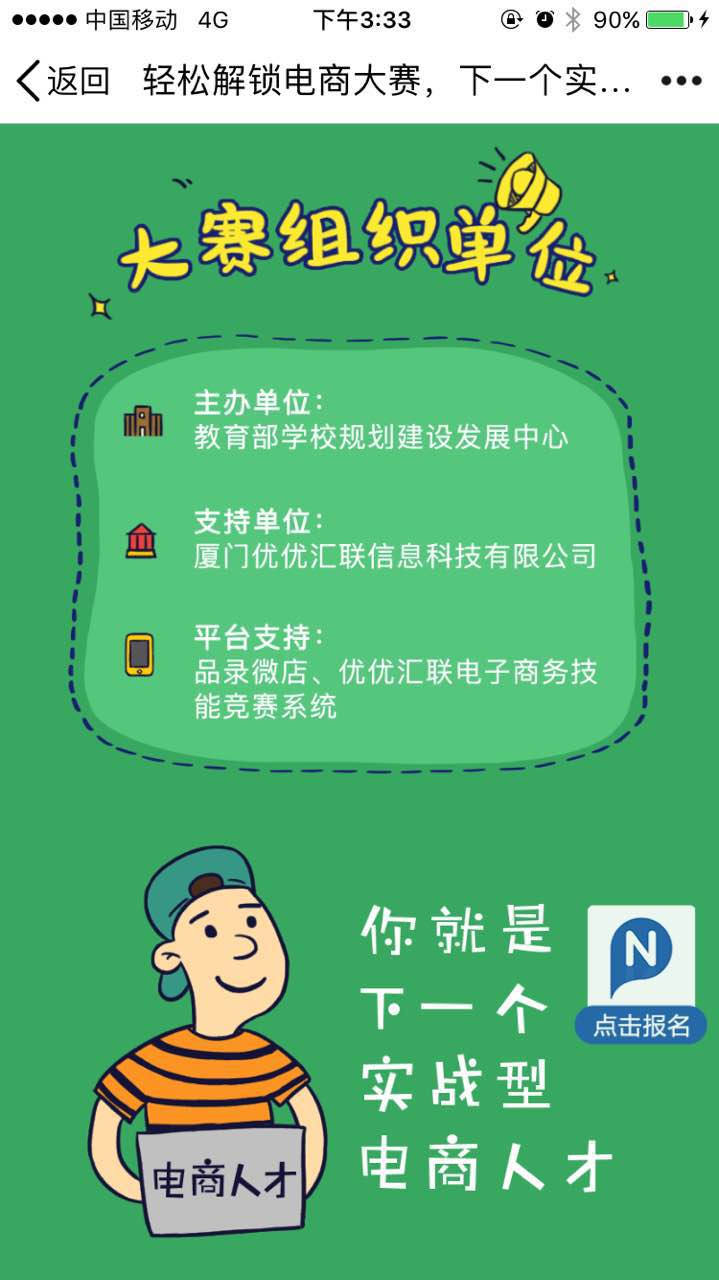 中国移动 4G 下午3:33 90%
返回 轻松解锁电商大赛，下一个实...
大赛组织单位
主办单位：
教育部学校规划建设发展中心
支持单位：
厦门优优汇联信息科技有限公司
平台支持：
品录微店、优优汇联电子商务技
能竞赛系统
你就是
下一个
实战型
电商人才
N
点击报名
电商人才